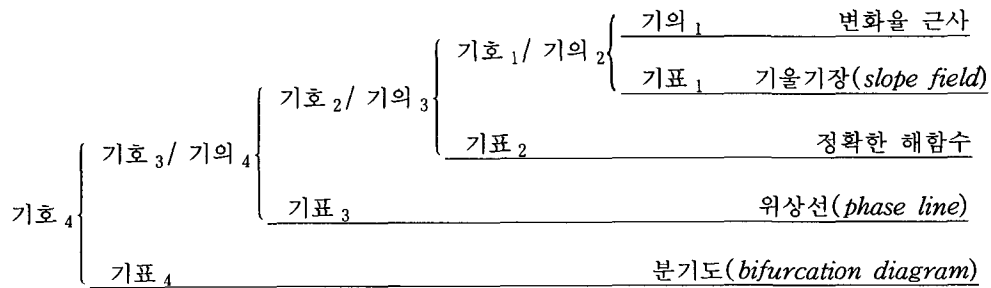 기의 1 변화율 근사
기호 1/ 기의 2
기표 1 기울기장(slope field)
기호 2/ 기의 3
기표 2 정확한 해함수
기호 3/ 기의 4
기표 3 위상선(phase line)
기호 4
기표 4 분기도(bifurcation diagram)